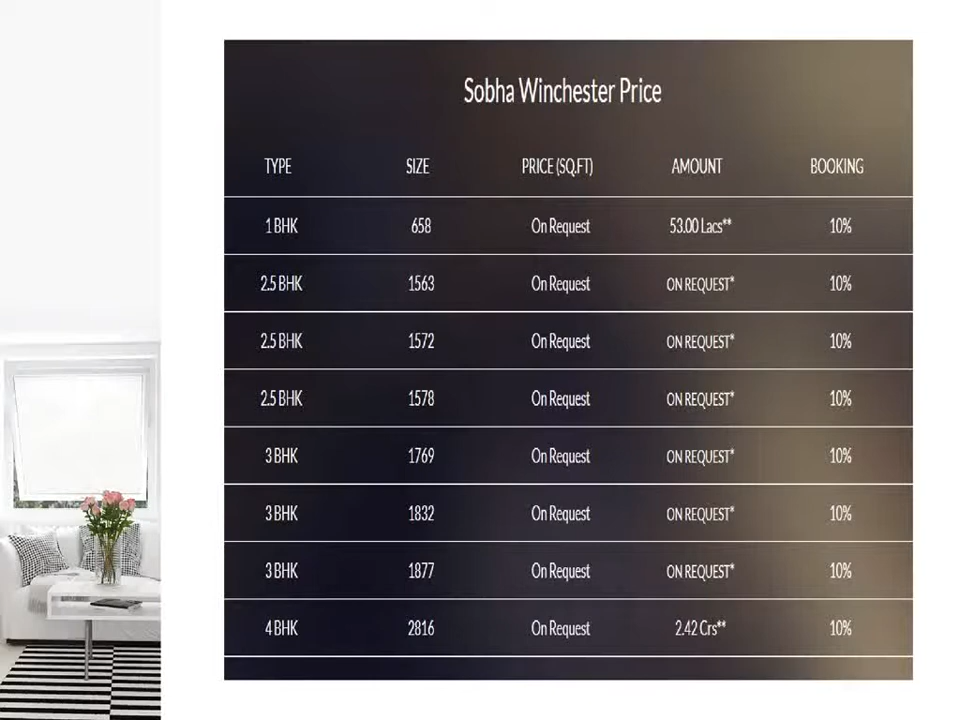 Sobha Winchester Price
TYPE SIZE PRICE (SQ.FT) AMOUNT BOOKING
1 BHK 658 On Request 53.00 Lacs** 10%
2.5 BHK 1563 On Request ON REQUEST* 10%
2.5 BHK 1572 On Request ON REQUEST* 10%
2.5 BHK 1578 On Request ON REQUEST* 10%
3 BHK 1769 On Request ON REQUEST* 10%
3 BHK 1832 On Request ON REQUEST* 10%
3 BHK 1877 On Request ON REQUEST* 10%
4 BHK 2816 On Request 2.42 Crs** 10%